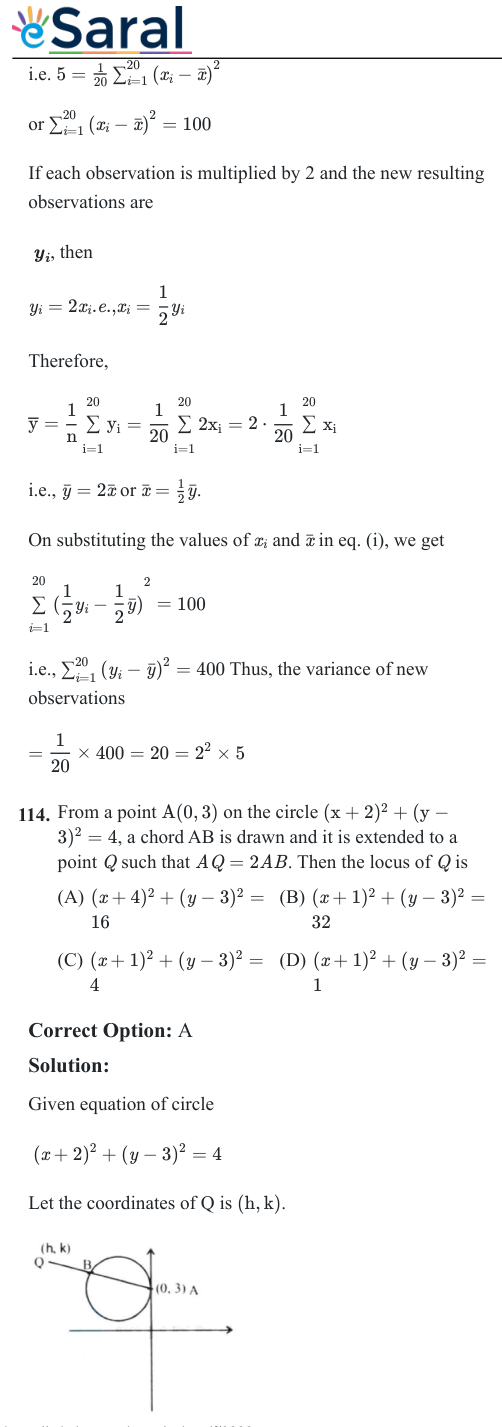 eSaral
i.e. 5 = 1/20 ∑_{i=1}^{20} (x_i − x̄)^2
or ∑_{i=1}^{20} (x_i − x̄)^2 = 100
If each observation is multiplied by 2 and the new resulting
observations are
y_i, then
y_i = 2x_i.e.,x_i = 1/2 y_i
Therefore,
y̅ = 1/n ∑_{i=1}^{20} y_i = 1/20 ∑_{i=1}^{20} 2x_i = 2 · 1/20 ∑_{i=1}^{20} x_i
i.e., ȳ = 2x̄ or x̄ = 1/2 ȳ.
On substituting the values of x_i and x̄ in eq. (i), we get
∑_{i=1}^{20} (1/2 y_i − 1/2 ȳ)^2 = 100
i.e., ∑_{i=1}^{20} (y_i − ȳ)^2 = 400 Thus, the variance of new
observations
= 1/20 × 400 = 20 = 2^2 × 5
114. From a point A(0, 3) on the circle (x + 2)^2 + (y −
3)^2 = 4, a chord AB is drawn and it is extended to a
point Q such that AQ = 2AB. Then the locus of Q is
(A) (x + 4)^2 + (y − 3)^2 = (B) (x + 1)^2 + (y − 3)^2 =
16 32
(C) (x + 1)^2 + (y − 3)^2 = (D) (x + 1)^2 + (y − 3)^2 =
4 1
Correct Option: A
Solution:
Given equation of circle
(x + 2)^2 + (y − 3)^2 = 4
Let the coordinates of Q is (h, k).
(h, k)
Q B
(0, 3) A